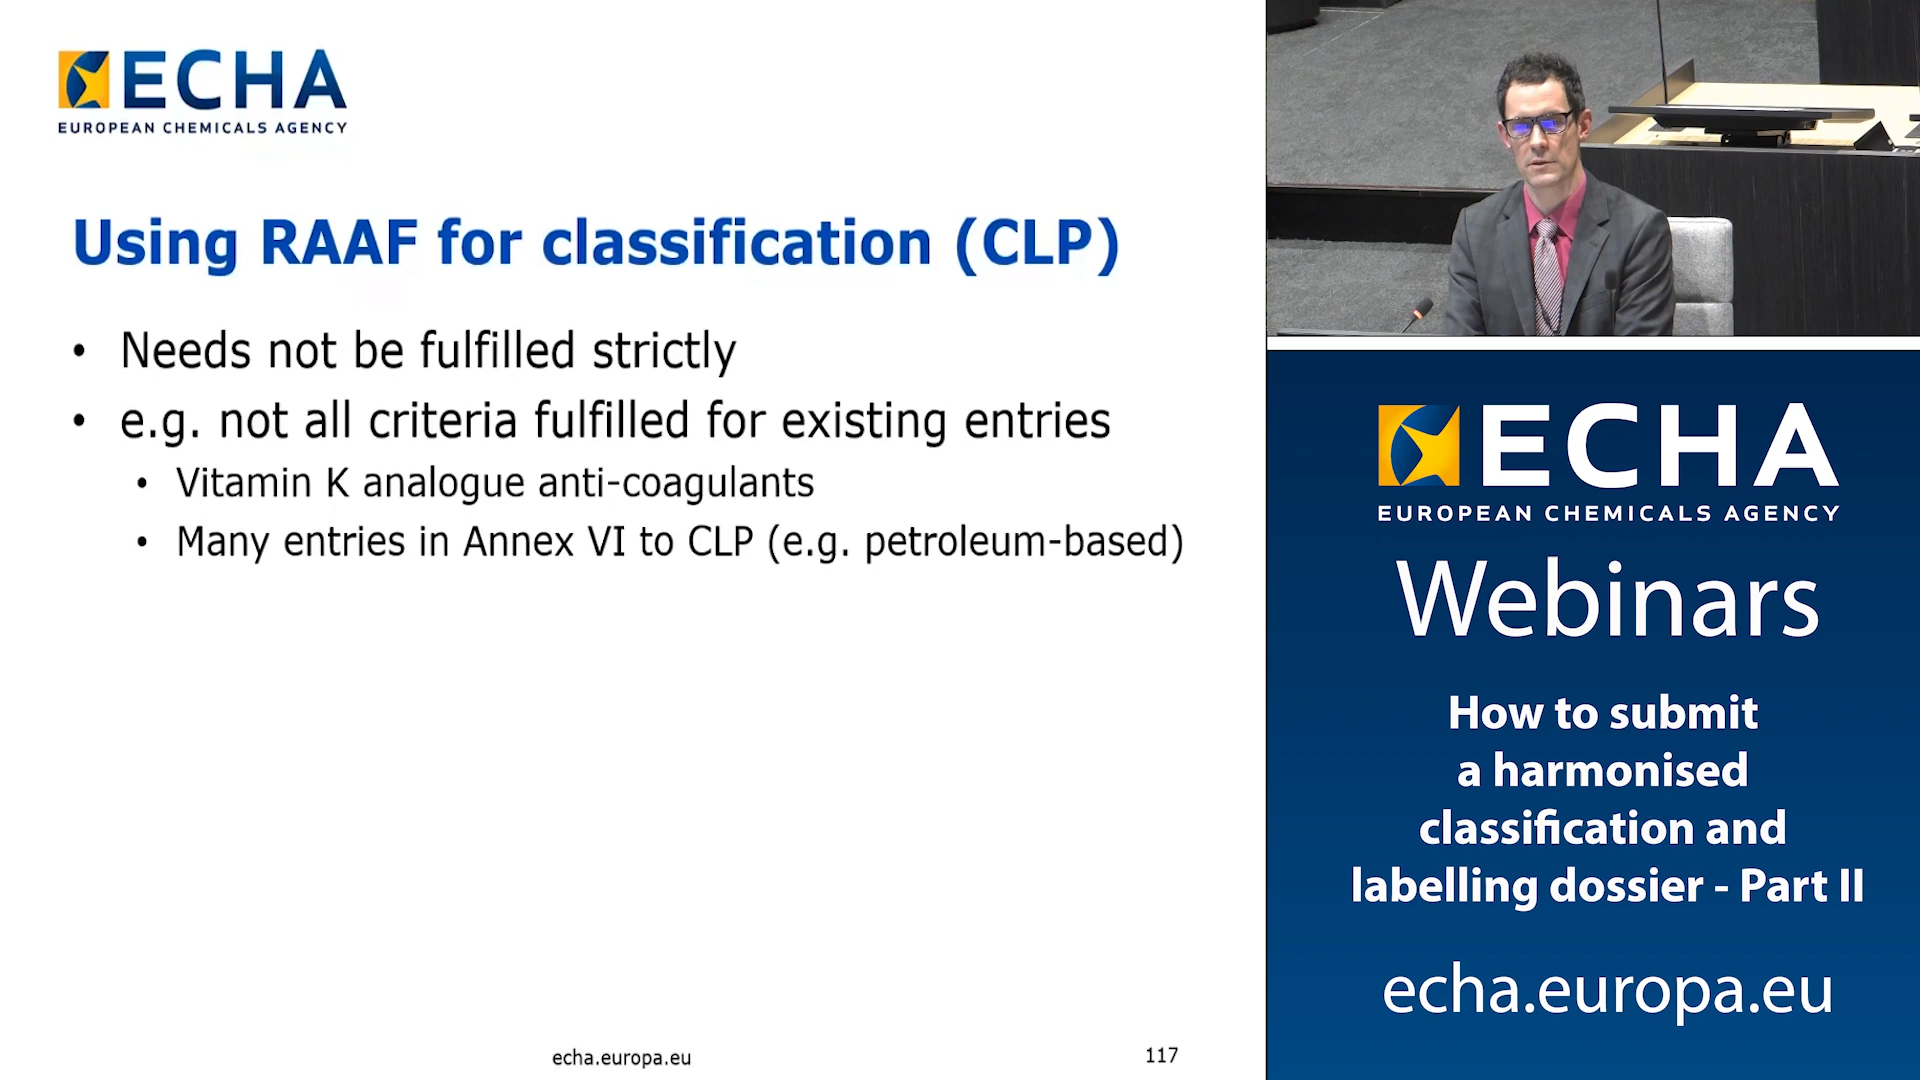 ECHA
EUROPEAN CHEMICALS AGENCY
Using RAAF for classification (CLP)
• Needs not be fulfilled strictly
• e.g. not all criteria fulfilled for existing entries
• Vitamin K analogue anti-coagulants
• Many entries in Annex VI to CLP (e.g. petroleum-based)
echa.europa.eu
117
ECHA
EUROPEAN CHEMICALS AGENCY
Webinars
How to submit
a harmonised
classification and
labelling dossier - Part II
echa.europa.eu